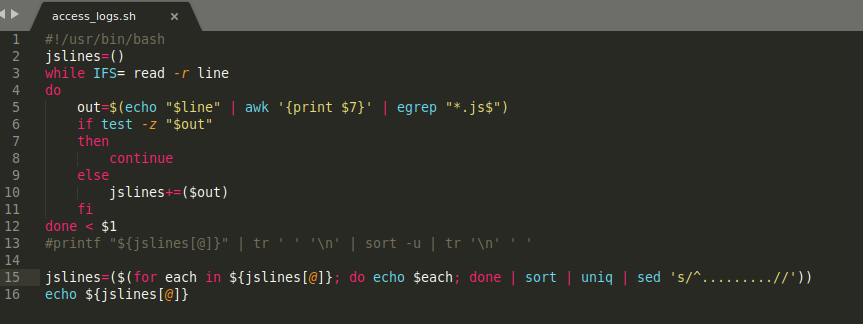 access_logs.sh ×
1 #!/usr/bin/bash
2 jslines=()
3 while IFS= read -r line
4 do
5 out=$(echo "$line" | awk '{print $7}' | egrep "*.js$")
6 if test -z "$out"
7 then
8 continue
9 else
10 jslines+=($out)
11 fi
12 done < $1
13 #printf "${jslines[@]}" | tr ' ' '\n' | sort -u | tr '\n' ' '
14
15 jslines=($(for each in ${jslines[@]}; do echo $each; done | sort | uniq | sed 's/^.........//'))
16 echo ${jslines[@]}